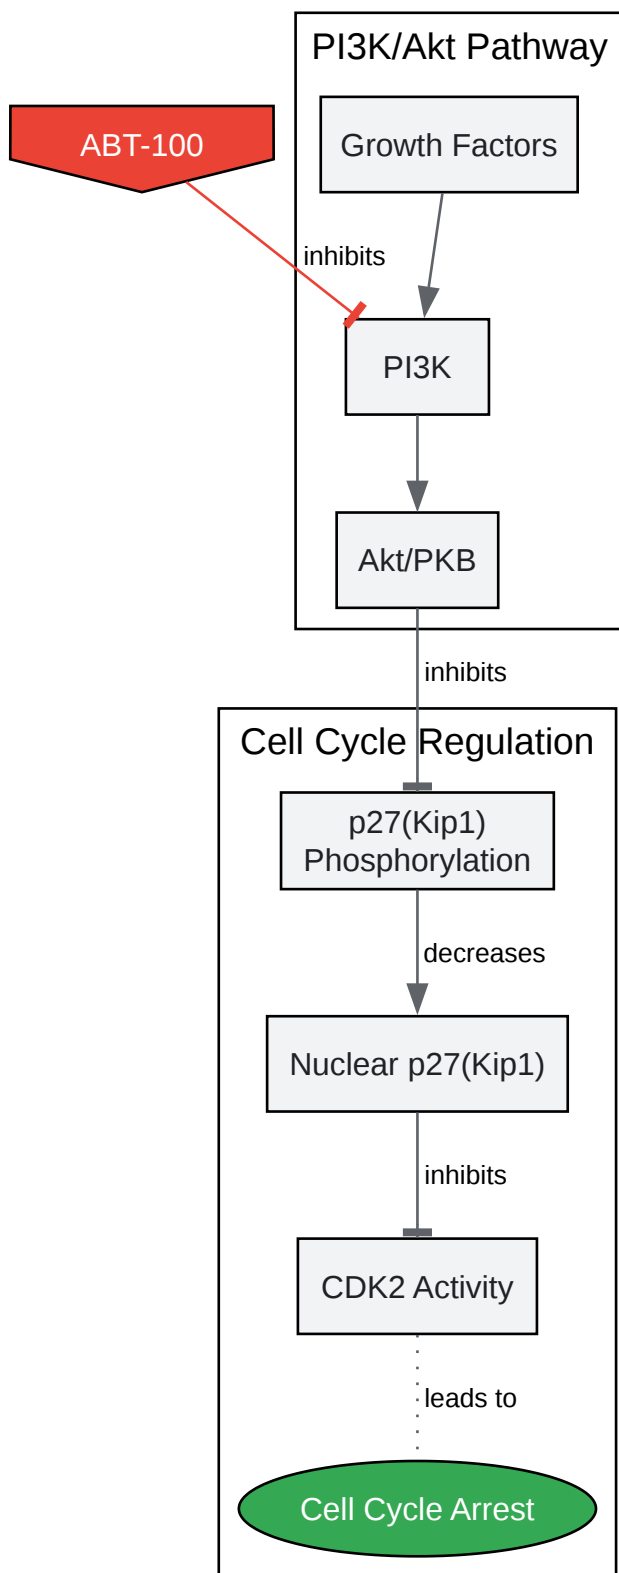 PI3K/Akt Pathway
ABT-100
Growth Factors
inhibits
PI3K
Akt/PKB
inhibits
Cell Cycle Regulation
p27(Kip1)
Phosphorylation
decreases
Nuclear p27(Kip1)
inhibits
CDK2 Activity
leads to
Cell Cycle Arrest